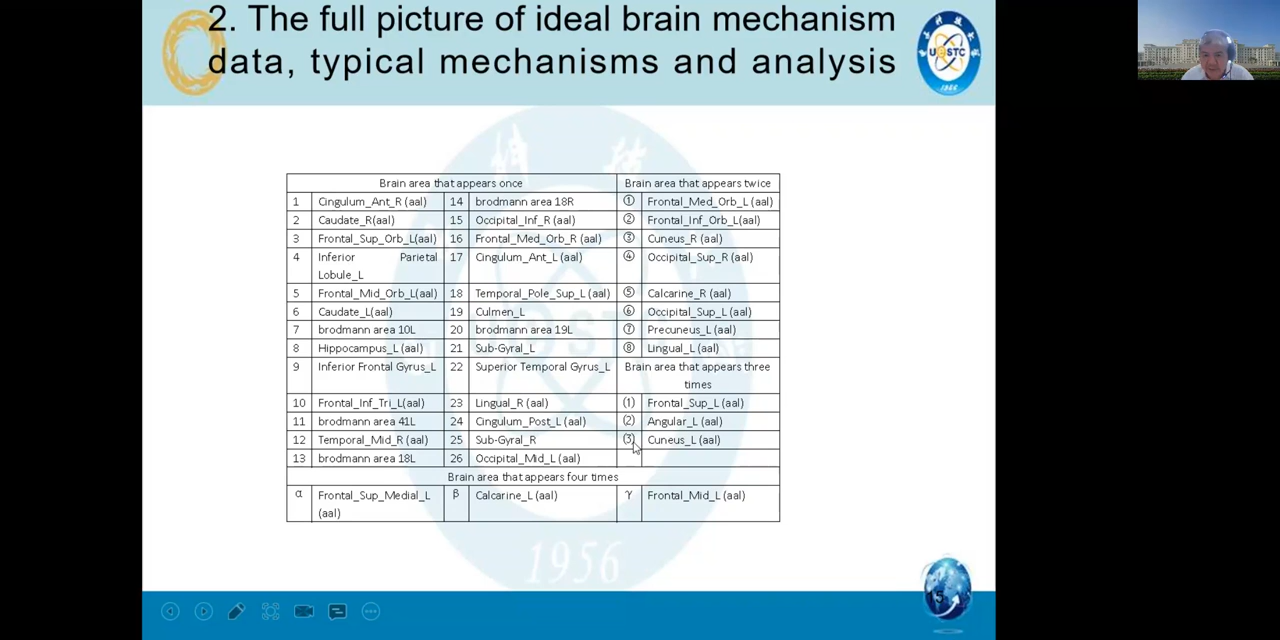 2. The full picture of ideal brain mechanism
data, typical mechanisms and analysis
UESTC
1956
Brain area that appears once Brain area that appears twice
1 Cingulum_Ant_R (aal) 14 brodmann area 18R ① Frontal_Med_Orb_L (aal)
2 Caudate_R(aal) 15 Occipital_Inf_R (aal) ② Frontal_Inf_Orb_L(aal)
3 Frontal_Sup_Orb_L(aal) 16 Frontal_Med_Orb_R (aal) ③ Cuneus_R (aal)
4 Inferior Parietal 17 Cingulum_Ant_L (aal) ④ Occipital_Sup_R (aal)
Lobule_L
5 Frontal_Mid_Orb_L(aal) 18 Temporal_Pole_Sup_L (aal) ⑤ Calcarine_R (aal)
6 Caudate_L(aal) 19 Culmen_L ⑥ Occipital_Sup_L (aal)
7 brodmann area 10L 20 brodmann area 19L ⑦ Precuneus_L (aal)
8 Hippocampus_L (aal) 21 Sub-Gyral_L ⑧ Lingual_L (aal)
9 Inferior Frontal Gyrus_L 22 Superior Temporal Gyrus_L Brain area that appears three
times
10 Frontal_Inf_Tri_L(aal) 23 Lingual_R (aal) (1) Frontal_Sup_L (aal)
11 brodmann area 41L 24 Cingulum_Post_L (aal) (2) Angular_L (aal)
12 Temporal_Mid_R (aal) 25 Sub-Gyral_R (3) Cuneus_L (aal)
13 brodmann area 18L 26 Occipital_Mid_L (aal)
Brain area that appears four times
α Frontal_Sup_Medial_L β Calcarine_L (aal) γ Frontal_Mid_L (aal)
(aal)
1956